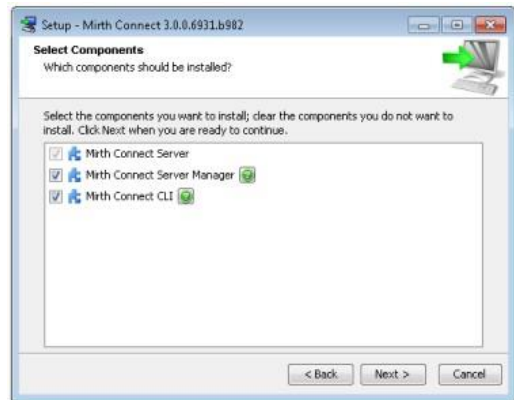 Setup - Mirth Connect 3.0.0.6931.b982
Select Components
Which components should be installed?
Select the components you want to install; clear the components you do not want to
install. Click Next when you are ready to continue.
Mirth Connect Server
Mirth Connect Server Manager
Mirth Connect CLI
< Back Next > Cancel